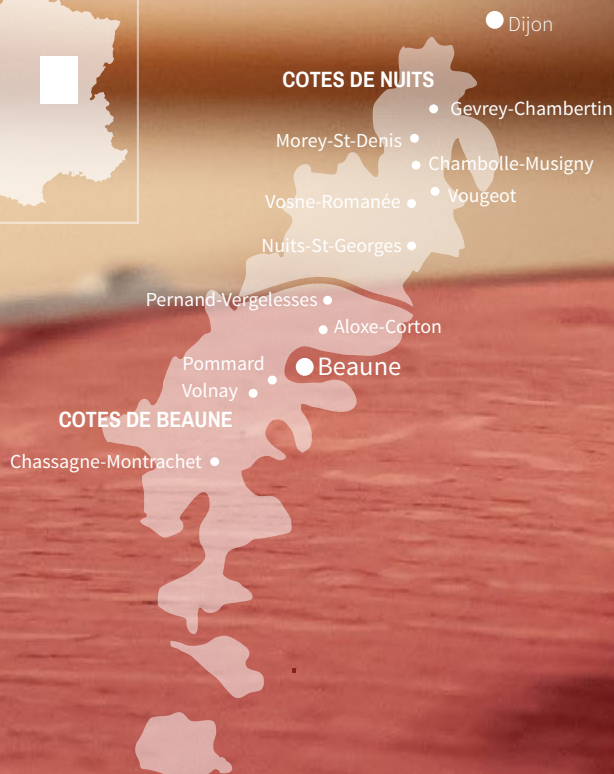 Dijon
COTES DE NUITS
Gevrey-Chambertin
Morey-St-Denis
Chambolle-Musigny
Vougeot
Vosne-Romanée
Nuits-St-Georges
Pernand-Vergelesses
Aloxe-Corton
Pommard
Beaune
Volnay
COTES DE BEAUNE
Chassagne-Montrachet